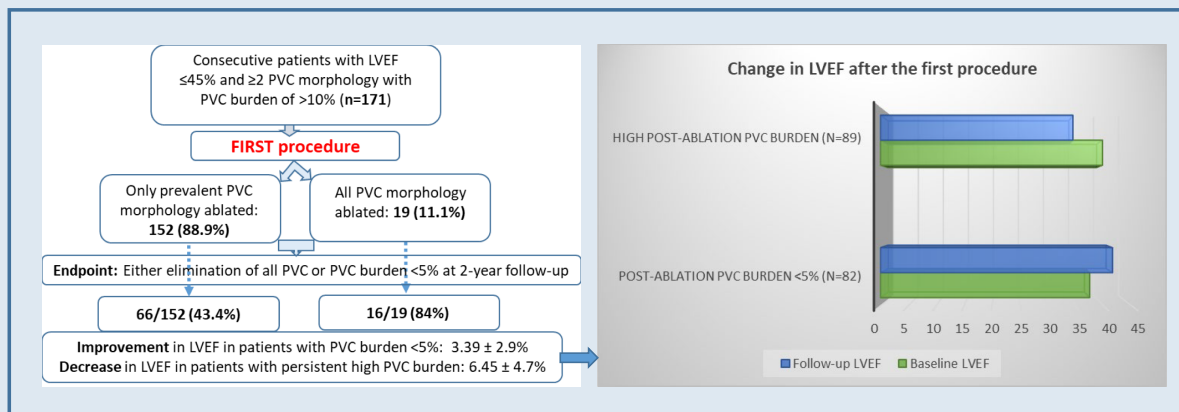 Consecutive patients with LVEF
≤45% and ≥2 PVC morphology with
PVC burden of >10% (n=171)
FIRST procedure
Only prevalent PVC
morphology ablated:
152 (88.9%)
All PVC morphology
ablated: 19 (11.1%)
Endpoint: Either elimination of all PVC or PVC burden <5% at 2-year follow-up
66/152 (43.4%)
16/19 (84%)
Improvement in LVEF in patients with PVC burden <5%: 3.39 ± 2.9%
Decrease in LVEF in patients with persistent high PVC burden: 6.45 ± 4.7%
Change in LVEF after the first procedure
HIGH POST-ABLATION PVC BURDEN (N=89)
POST-ABLATION PVC BURDEN <5% (N=82)
0 5 10 15 20 25 30 35 40 45
Follow-up LVEF Baseline LVEF